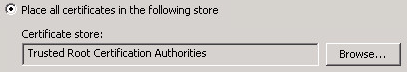 Place all certificates in the following store
Certificate store:
Trusted Root Certification Authorities
Browse...